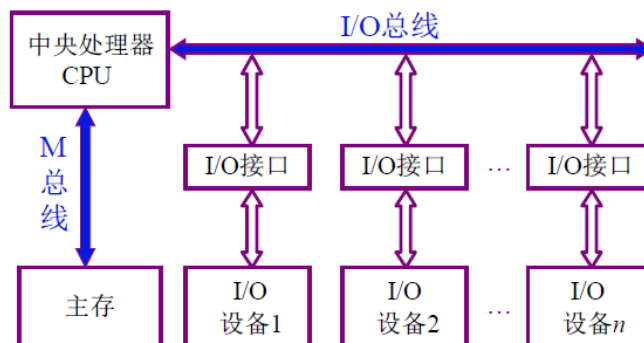 中央处理器
CPU
I/O总线
M
总
线
I/O接口
I/O接口
…
I/O接口
主存
I/O
设备1
I/O
设备2
…
I/O
设备n